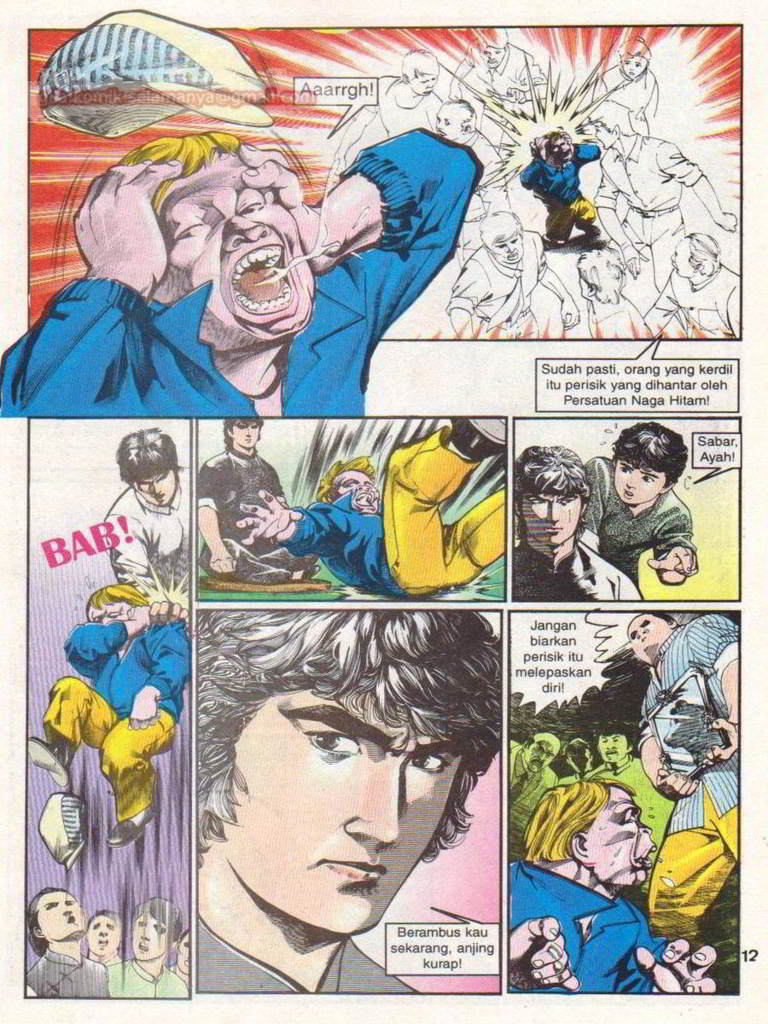 Aaarrgh!
Sudah pasti, orang yang kerdil
itu perisik yang dihantar oleh
Persatuan Naga Hitam!
BAB!
Sabar,
Ayah!
Berambus kau
sekarang, anjing
kurap!
Jangan
biarkan
perisik itu
melepaskan
diri!
12